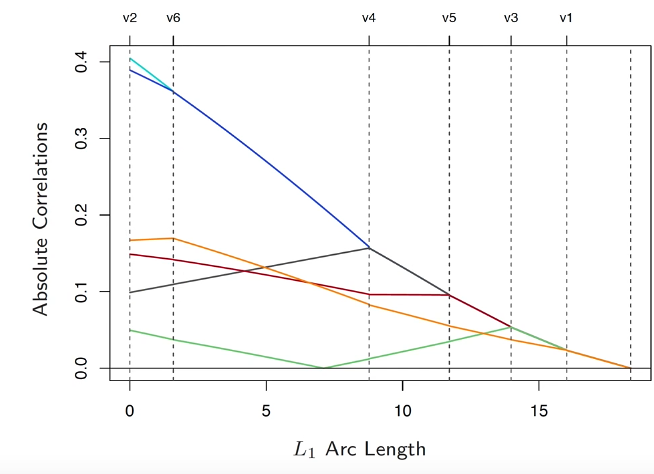 v2 v6 v4 v5 v3 v1
0.4
0.3
0.2
0.1
0.0
Absolute Correlations
0 5 10 15
L₁ Arc Length